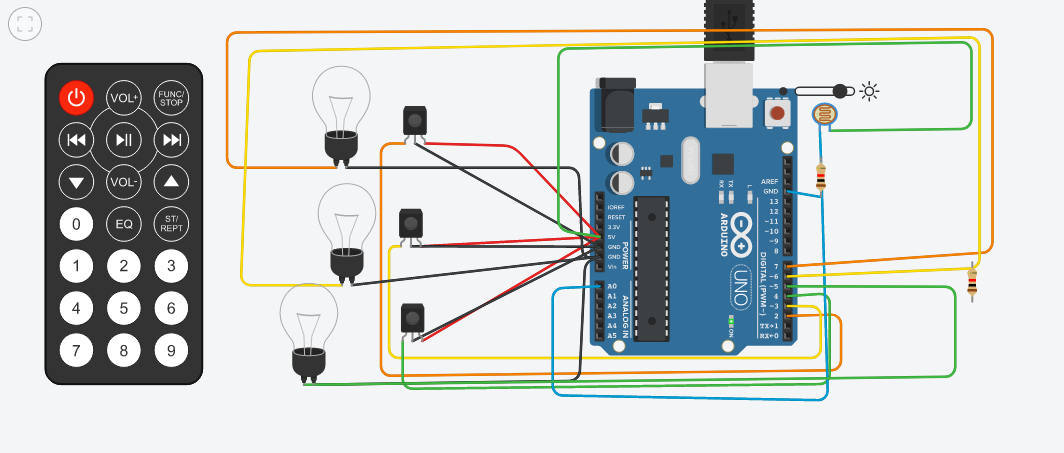 VOL+
FUNC/
STOP
VOL-
0
EQ
ST/
REPT
1
2
3
4
5
6
7
8
9
IOREF
RESET
3.3V
5V
GND
GND
Vin
POWER
A0
A1
A2
A3
A4
A5
ANALOG IN
RX
TX
L
ARDUINO
UNO
ON
AREF
GND
13
12
~11
~10
~9
8
7
~6
~5
4
~3
2
TX→1
RX←0
DIGITAL (PWM~)